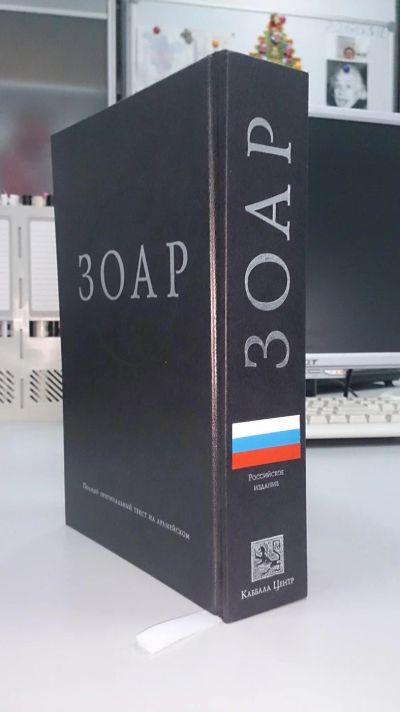 ЗОАР
Полный оригинальный текст на арамейском
ЗОАР
Российское
издание
Каббала Центр